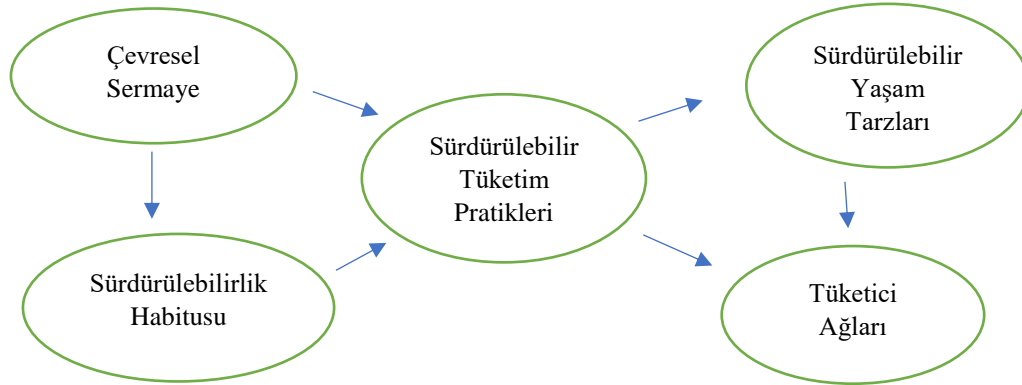 Çevresel
Sermaye
Sürdürülebilirlik
Habitusu
Sürdürülebilir
Tüketim
Pratikleri
Sürdürülebilir
Yaşam
Tarzları
Tüketici
Ağları